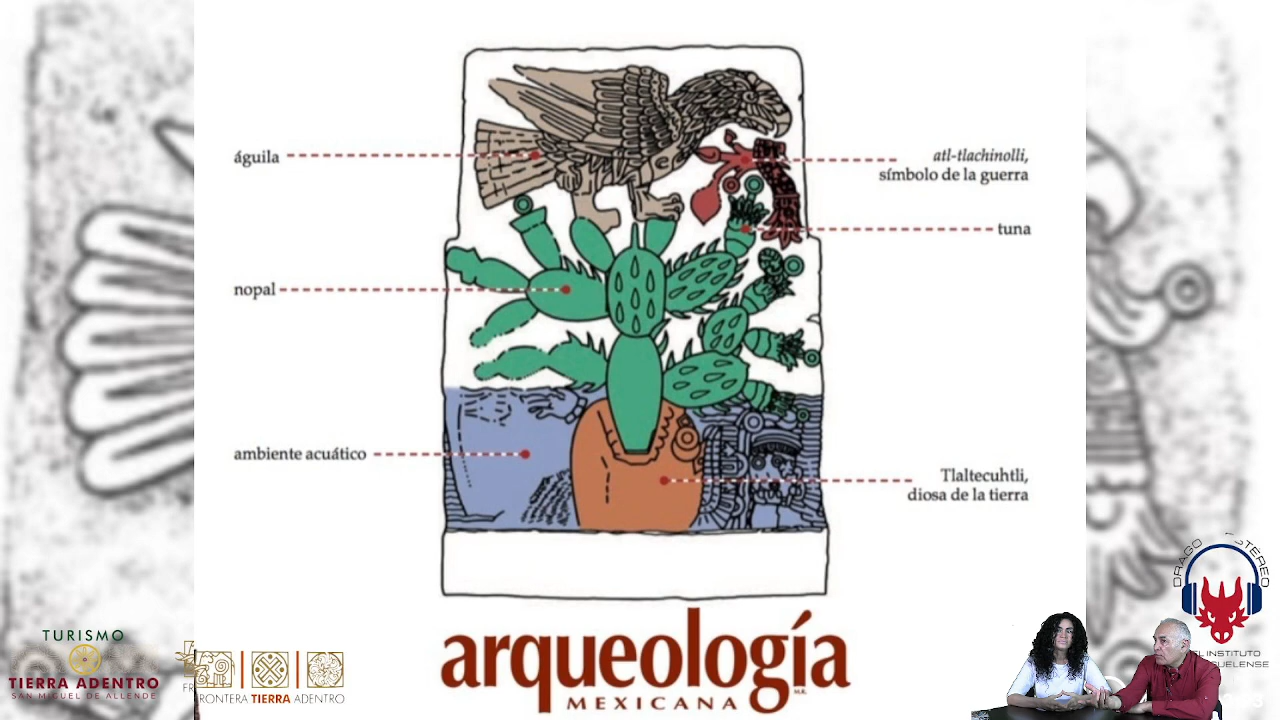 águila
atl-tlachinolli,
símbolo de la guerra
tuna
nopal
ambiente acuático
Tlaltecuhtli,
diosa de la tierra
arqueología
MEXICANA
TURISMO
TIERRA ADENTRO
SAN MIGUEL DE ALLENDE
FRONTERA TIERRA ADENTRO
DRAGO